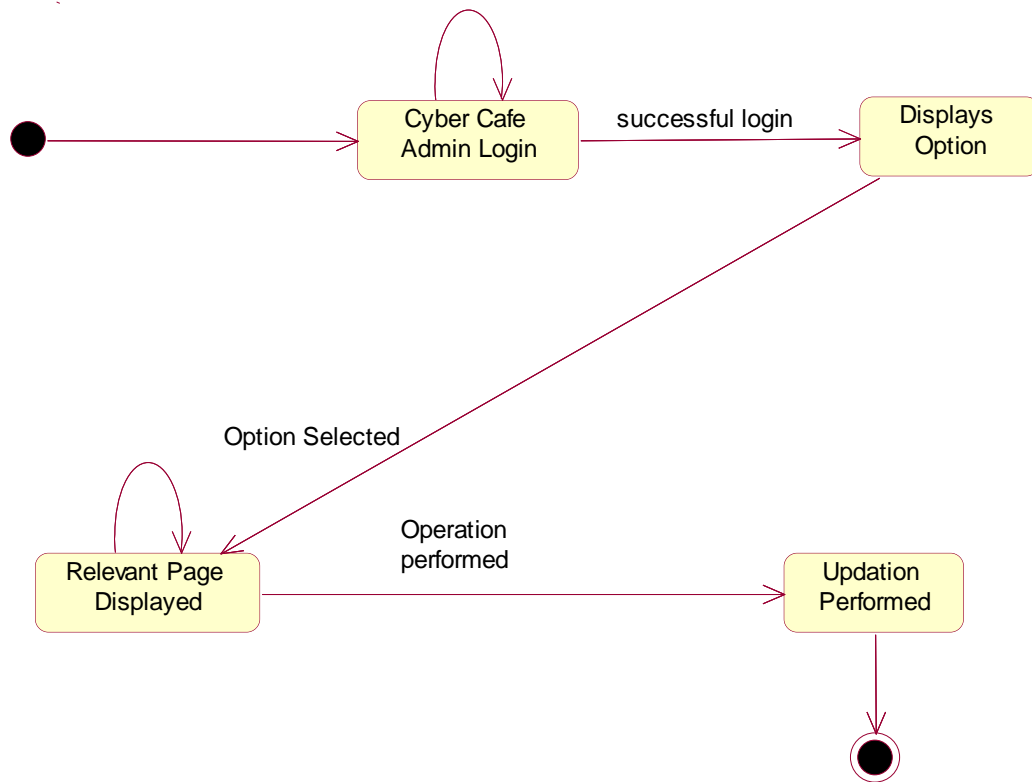 Cyber Cafe
Admin Login
successful login
Displays
Option
Option Selected
Operation
performed
Relevant Page
Displayed
Updation
Performed